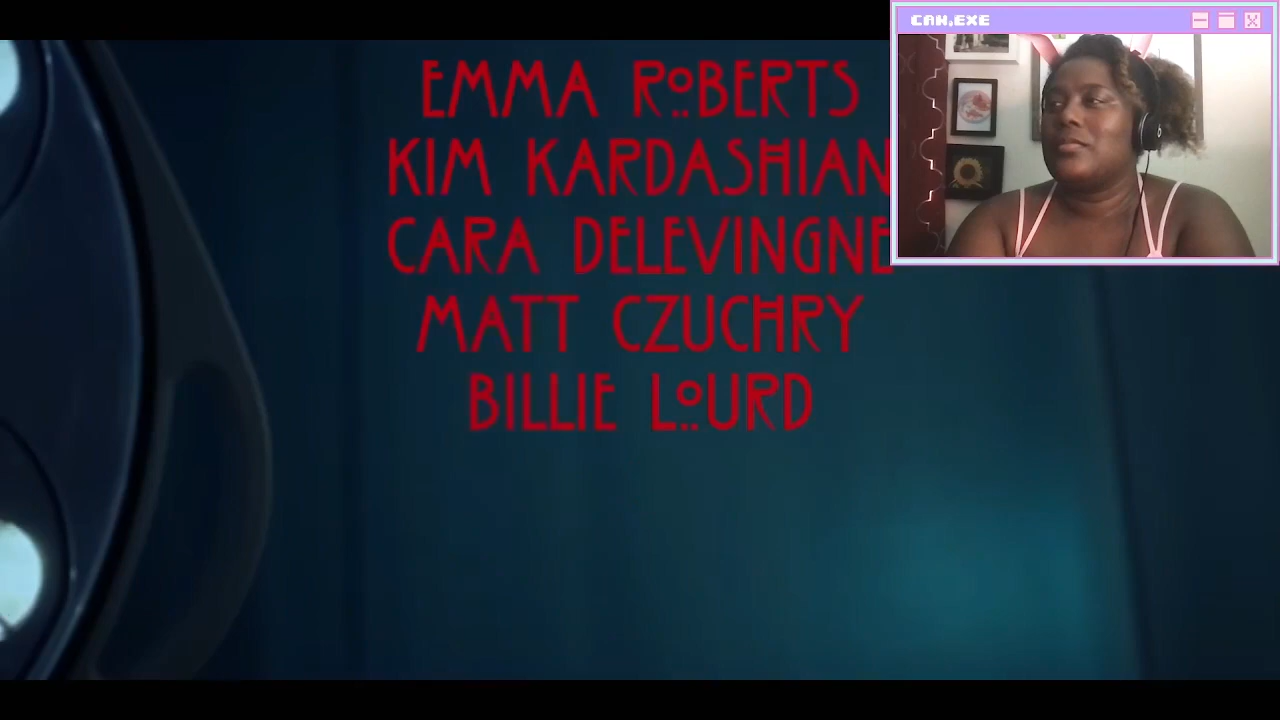 CAM.EXE
EMMA ROBERTS
KIM KARDASHIAN
CARA DELEVINGNE
MATT CZUCHRY
BILLIE LOURD